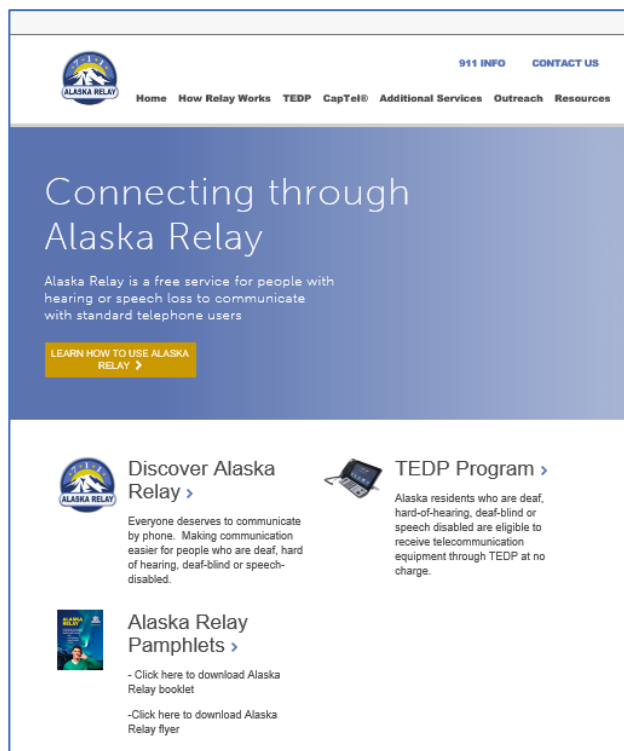 911 INFO CONTACT US
7·1·1
ALASKA RELAY
Home How Relay Works TEDP CapTel® Additional Services Outreach Resources
Connecting through
Alaska Relay
Alaska Relay is a free service for people with
hearing or speech loss to communicate
with standard telephone users
LEARN HOW TO USE ALASKA
RELAY >
7·1·1
ALASKA RELAY
Discover Alaska
Relay >
Everyone deserves to communicate
by phone.  Making communication
easier for people who are deaf, hard
of hearing, deaf-blind or speech-
disabled.
TEDP Program >
Alaska residents who are deaf,
hard-of-hearing, deaf-blind or
speech disabled are eligible to
receive telecommunication
equipment through TEDP at no
charge.
ALASKA
RELAY
Alaska Relay
Pamphlets >
- Click here to download Alaska
Relay booklet
-Click here to download Alaska
Relay flyer